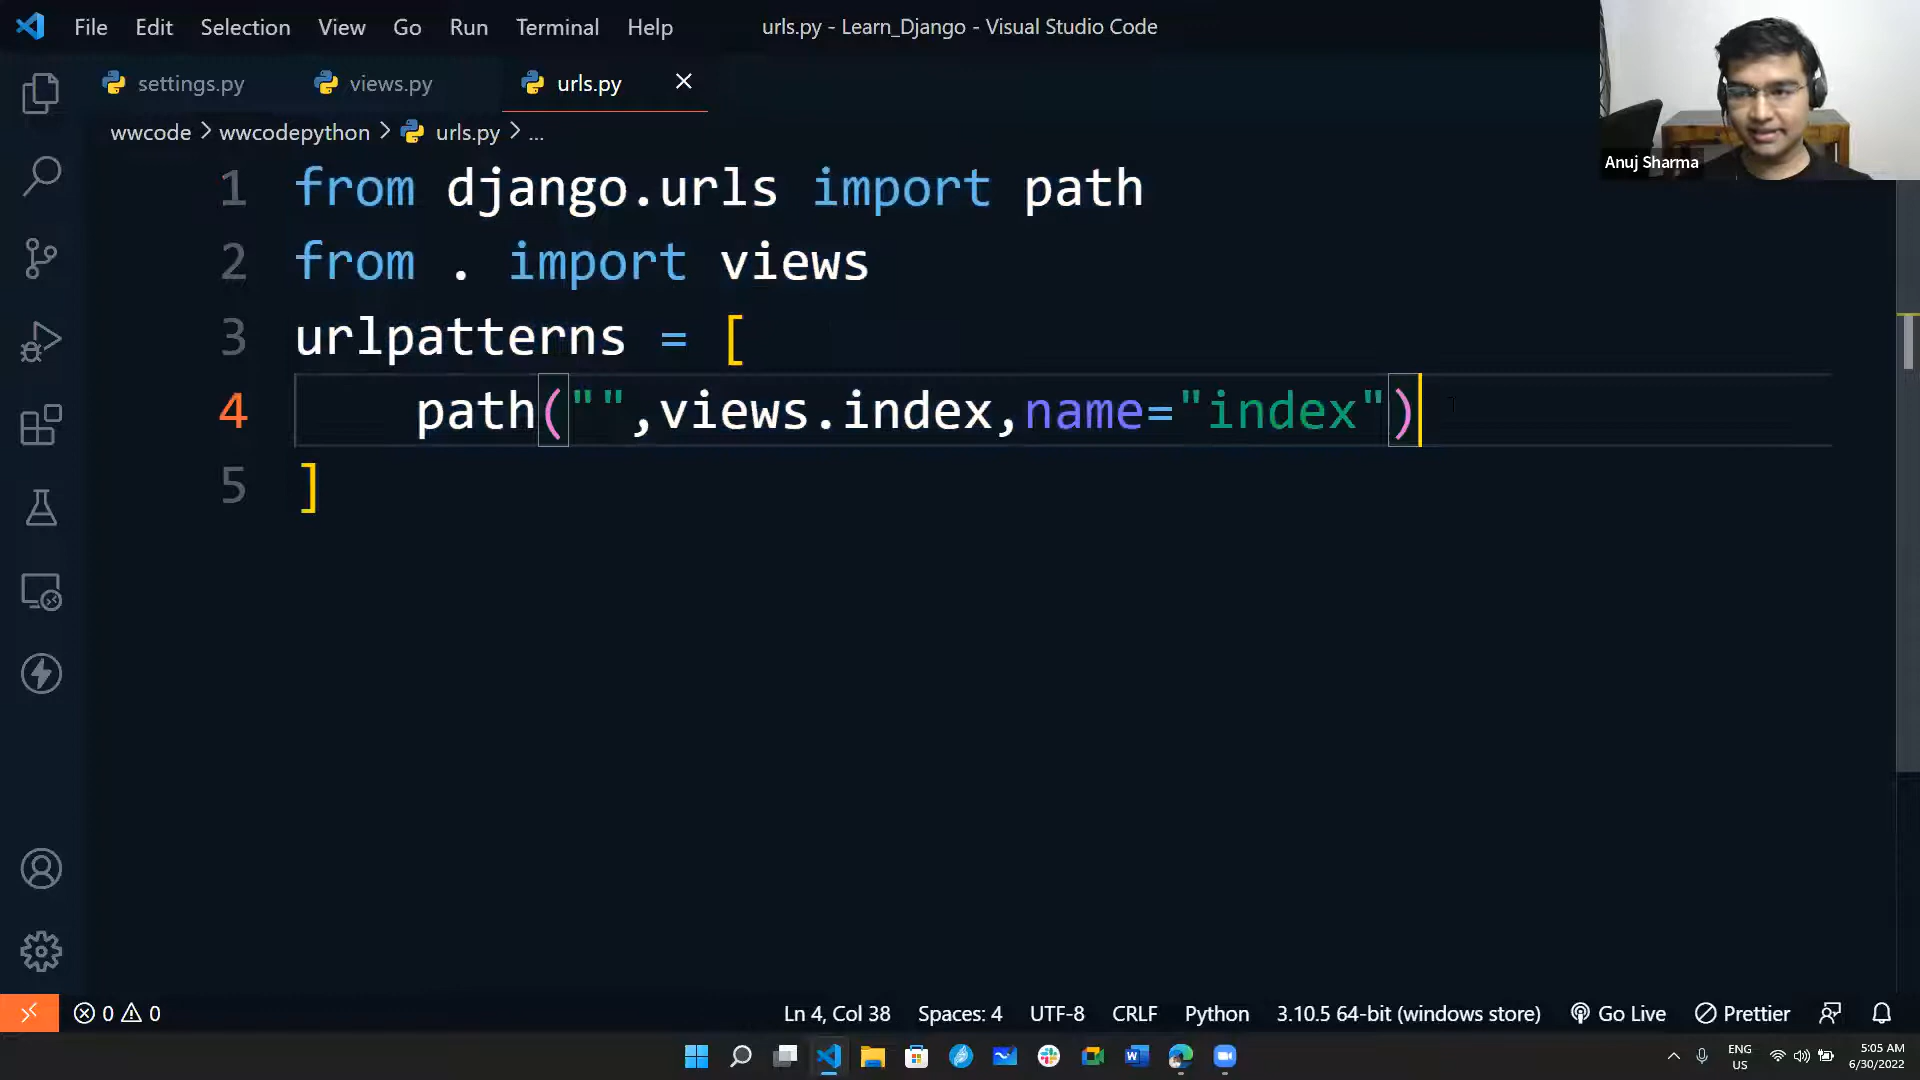 File Edit Selection View Go Run Terminal Help urls.py - Learn_Django - Visual Studio Code
settings.py views.py urls.py
wwcode > wwcodepython > urls.py > ...
Anuj Sharma
1 from django.urls import path
2 from . import views
3 urlpatterns = [
4 path("",views.index,name="index")
5 ]
0 0 Ln 4, Col 38 Spaces: 4 UTF-8 CRLF Python 3.10.5 64-bit (windows store) Go Live Prettier
ENG US 5:05 AM
6/30/2022